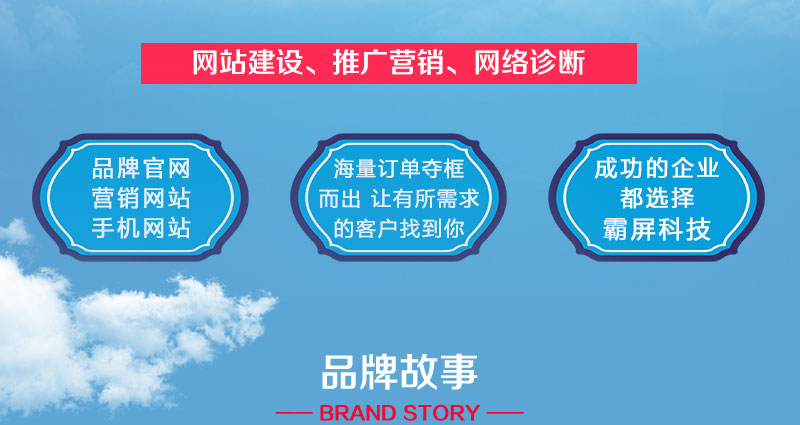 网站建设、推广营销、网络诊断
品牌官网
营销网站
手机网站
海量订单夺框
而出 让有所需求
的客户找到你
成功的企业
都选择
霸屏科技
品牌故事
BRAND STORY